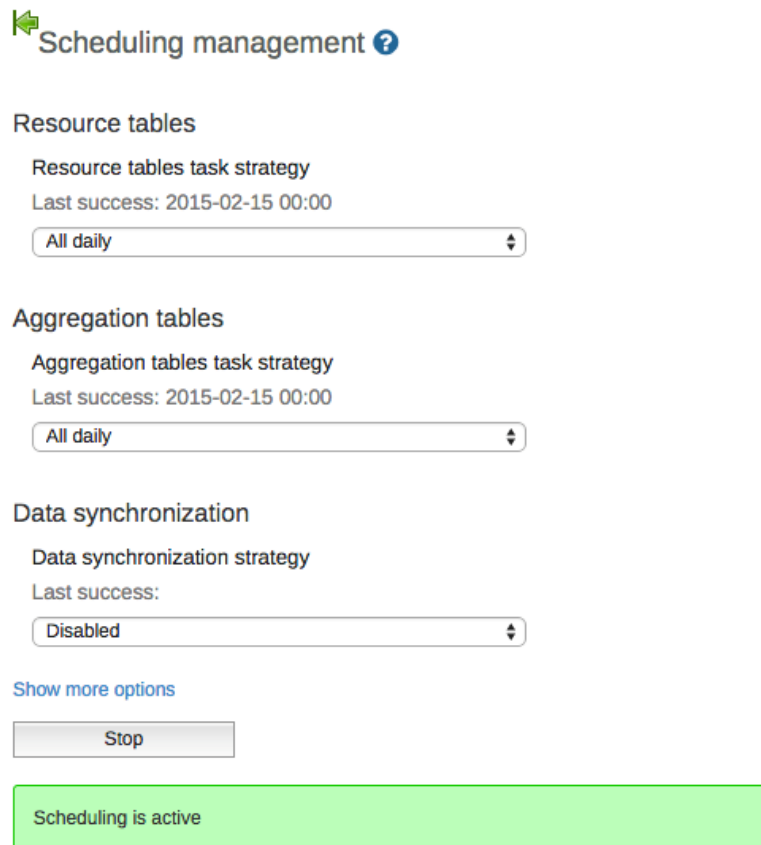 Scheduling management ?
Resource tables
Resource tables task strategy
Last success: 2015-02-15 00:00
All daily
Aggregation tables
Aggregation tables task strategy
Last success: 2015-02-15 00:00
All daily
Data synchronization
Data synchronization strategy
Last success:
Disabled
Show more options
Stop
Scheduling is active